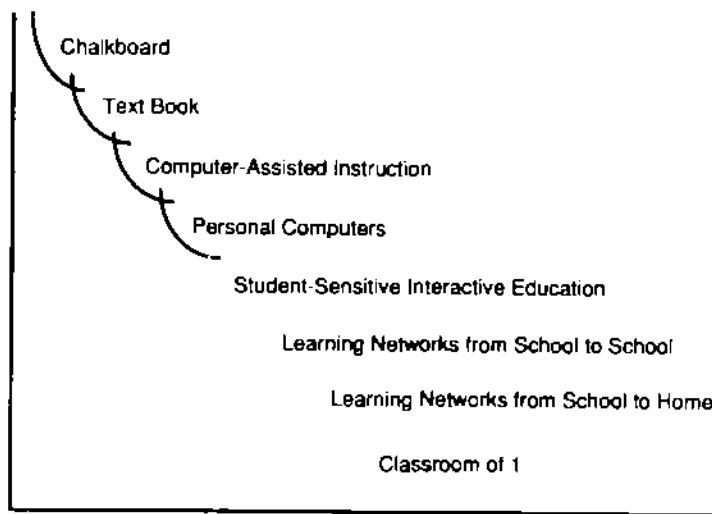 Chalkboard
Text Book
Computer-Assisted Instruction
Personal Computers
Student-Sensitive Interactive Education
Learning Networks from School to School
Learning Networks from School to Home
Classroom of 1